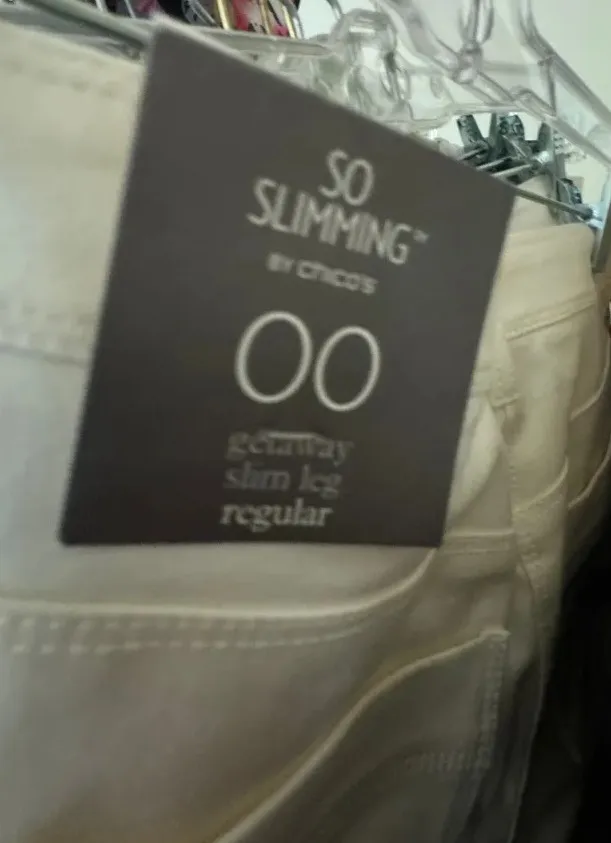 SO
SLIMMING™
BY CHICO'S
00
getaway
slim leg
regular